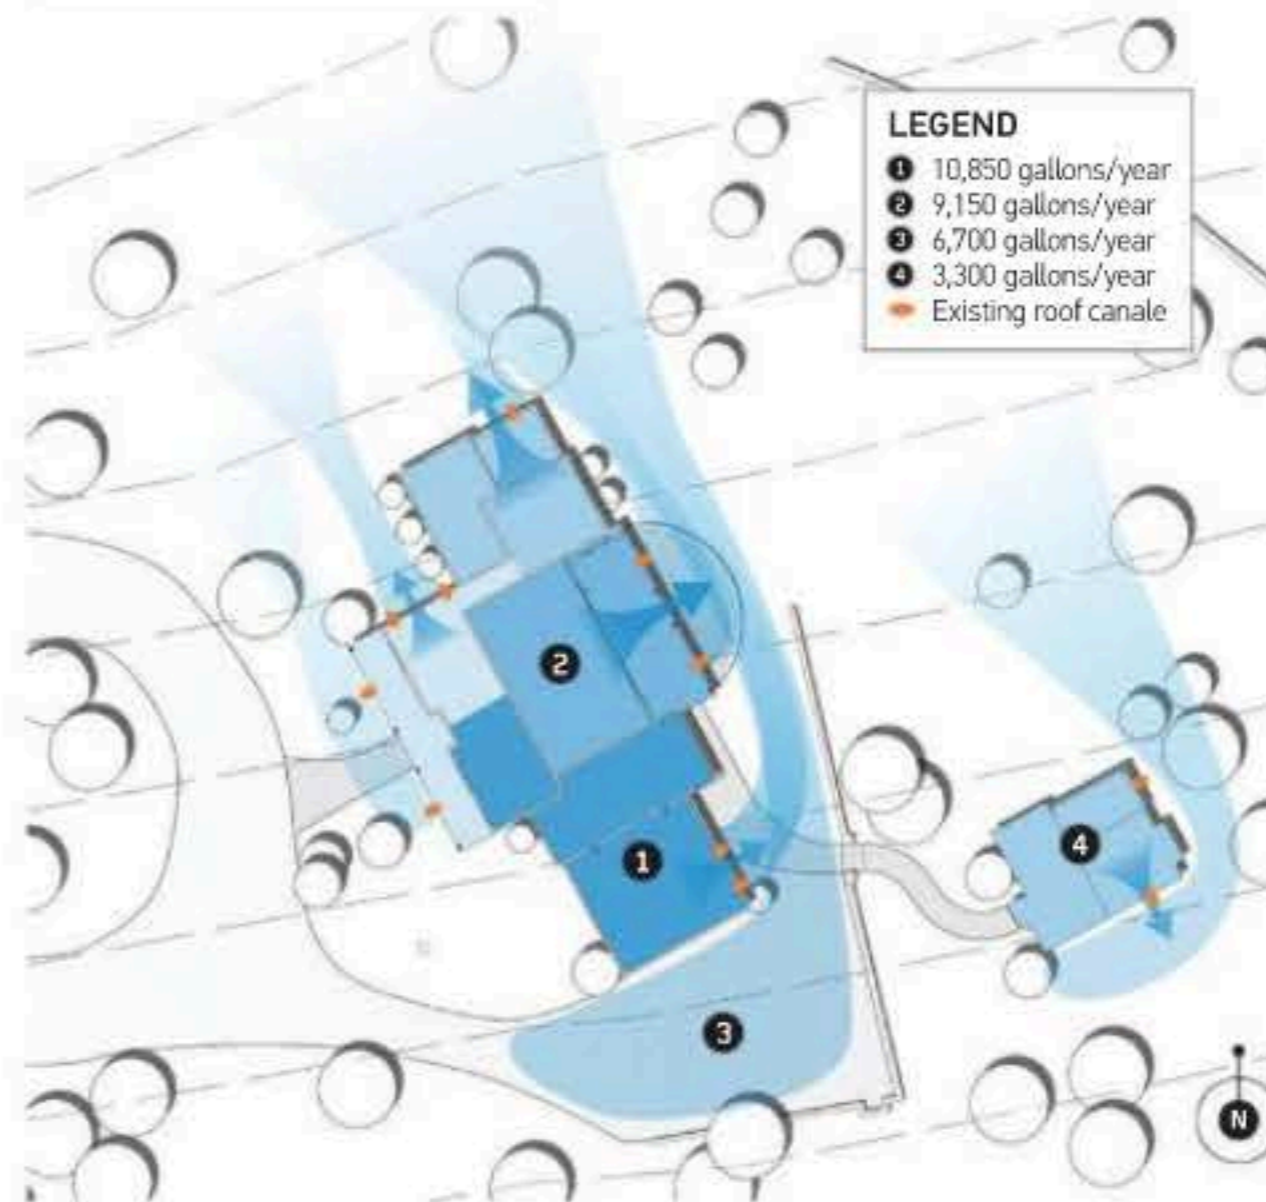 LEGEND
1 10,850 gallons/year
2 9,150 gallons/year
3 6,700 gallons/year
4 3,300 gallons/year
Existing roof canale
2
1
4
3
N